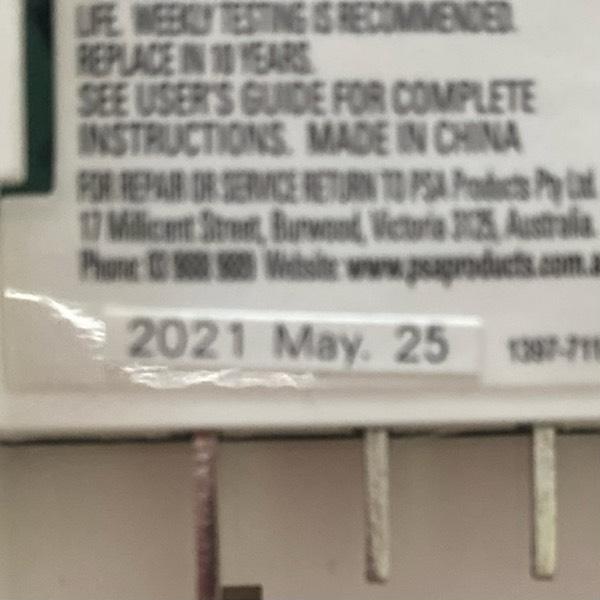 LIFE. WEEKLY TESTING IS RECOMMENDED.
REPLACE IN 10 YEARS.
SEE USER'S GUIDE FOR COMPLETE
INSTRUCTIONS. MADE IN CHINA
FOR REPAIR OR SERVICE RETURN TO PSA Products Pty Ltd.
17 Millicent Street, Burwood, Victoria 3125, Australia
Phone: Website: www.psaproducts.com.a
2021 May. 25
1397-711